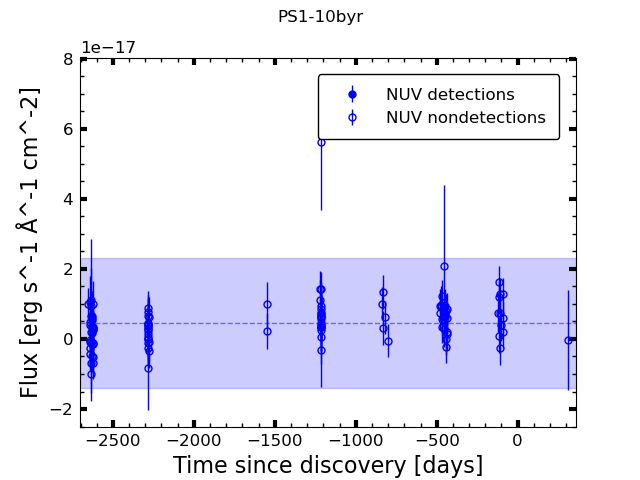 PS1-10byr
1e−17
NUV detections
NUV nondetections
8
6
4
2
0
−2
Flux [erg s^-1 Å^-1 cm^-2]
−2500 −2000 −1500 −1000 −500 0
Time since discovery [days]